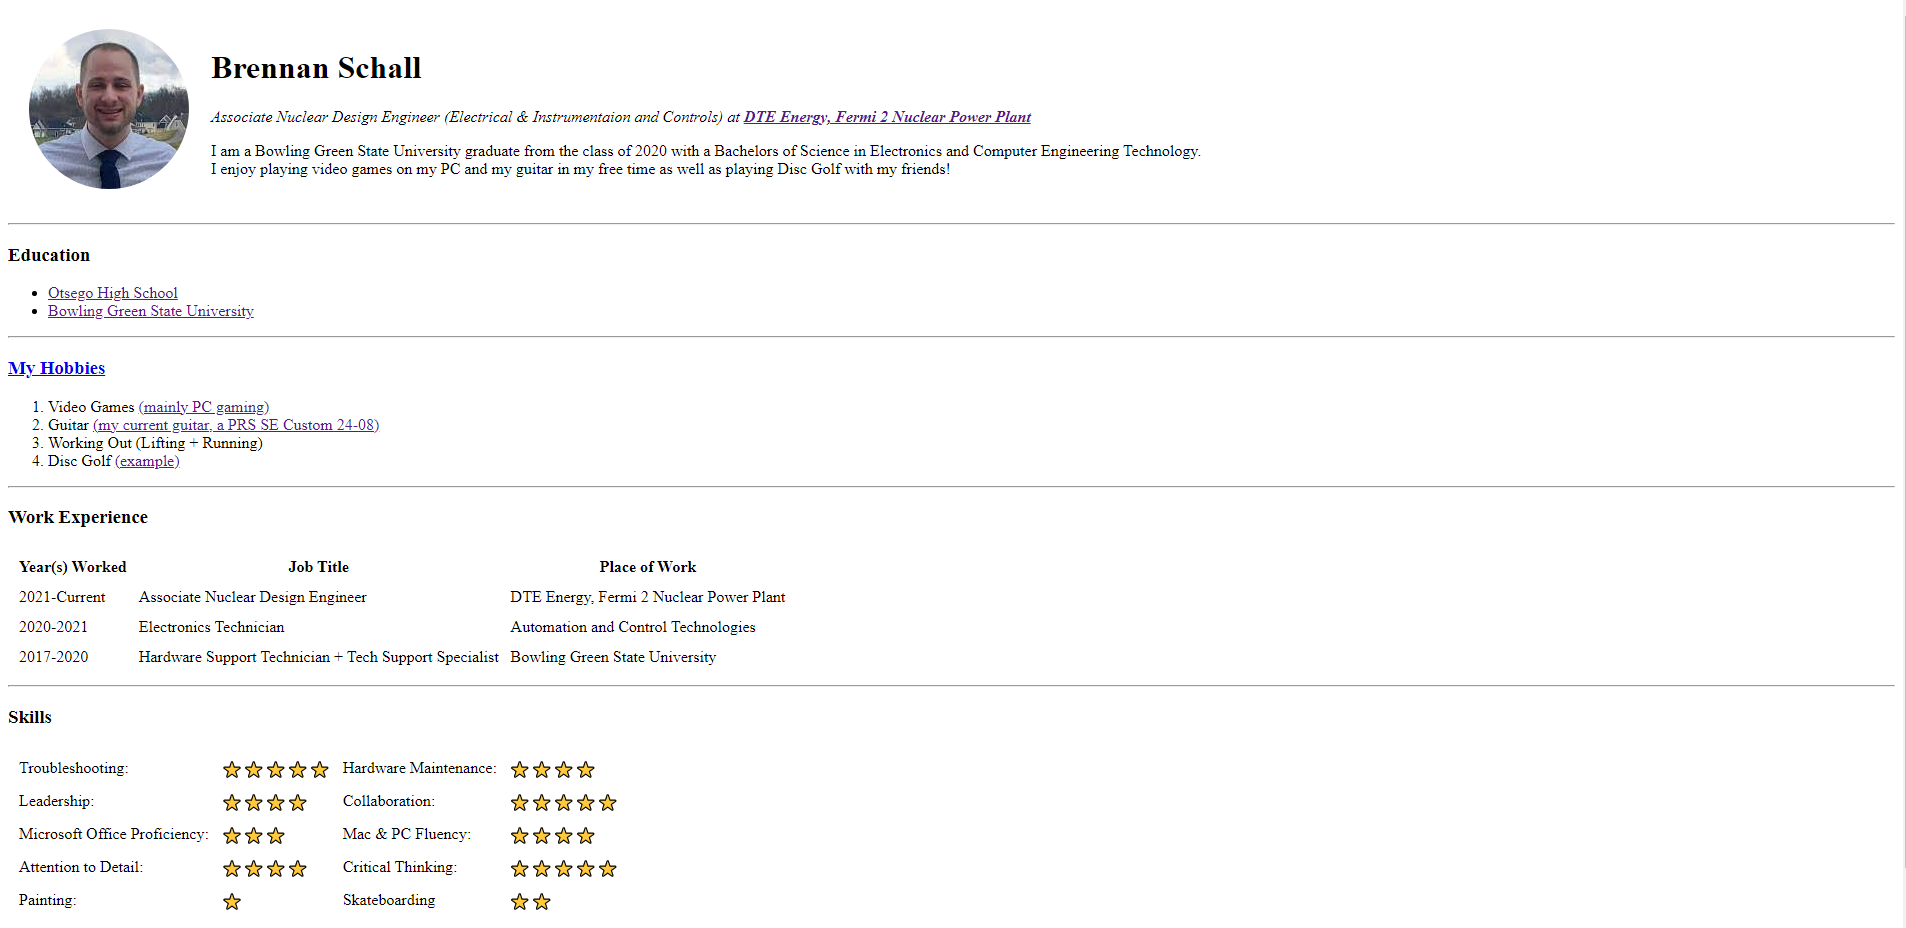 Brennan Schall
Associate Nuclear Design Engineer (Electrical & Instrumentaion and Controls) at DTE Energy, Fermi 2 Nuclear Power Plant
I am a Bowling Green State University graduate from the class of 2020 with a Bachelors of Science in Electronics and Computer Engineering Technology.
I enjoy playing video games on my PC and my guitar in my free time as well as playing Disc Golf with my friends!
Education
• Otsego High School
• Bowling Green State University
My Hobbies
1. Video Games (mainly PC gaming)
2. Guitar (my current guitar, a PRS SE Custom 24-08)
3. Working Out (Lifting + Running)
4. Disc Golf (example)
Work Experience
Year(s) Worked Job Title Place of Work
2021-Current Associate Nuclear Design Engineer DTE Energy, Fermi 2 Nuclear Power Plant
2020-2021 Electronics Technician Automation and Control Technologies
2017-2020 Hardware Support Technician + Tech Support Specialist Bowling Green State University
Skills
Troubleshooting: ⭐⭐⭐⭐⭐ Hardware Maintenance: ⭐⭐⭐⭐
Leadership: ⭐⭐⭐⭐ Collaboration: ⭐⭐⭐⭐⭐
Microsoft Office Proficiency: ⭐⭐⭐ Mac & PC Fluency: ⭐⭐⭐⭐
Attention to Detail: ⭐⭐⭐⭐ Critical Thinking: ⭐⭐⭐⭐⭐
Painting: ⭐ Skateboarding ⭐⭐